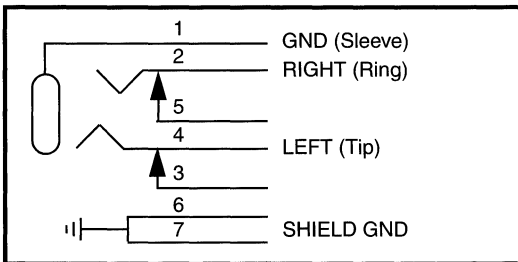 1 GND (Sleeve)
2 RIGHT (Ring)
5
4 LEFT (Tip)
3
6
7 SHIELD GND